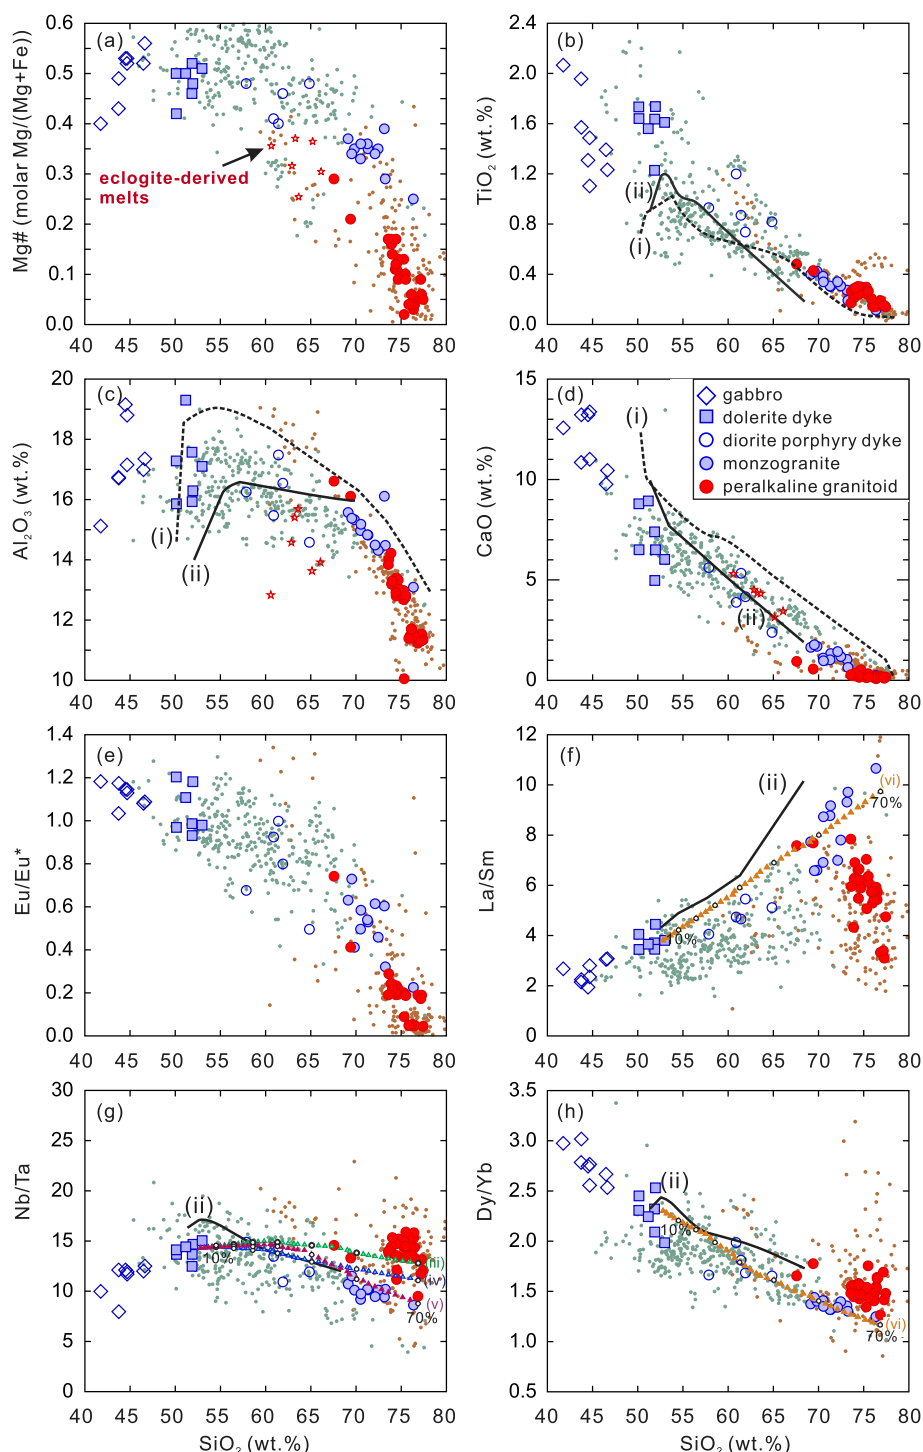 (a)
Mg# (molar Mg/(Mg+Fe))
0.6
0.5
0.4
0.3
0.2
0.1
0.0
eclogite-derived
melts
40 45 50 55 60 65 70 75 80
(b)
TiO2 (wt.%)
2.4
2.0
1.6
1.2
0.8
0.4
0.0
(ii)
(i)
40 45 50 55 60 65 70 75 80
(c)
Al2O3 (wt.%)
20
18
16
14
12
10
(i)
(ii)
40 45 50 55 60 65 70 75 80
(d)
CaO (wt.%)
15
10
5
0
(i)
(ii)
gabbro
dolerite dyke
diorite porphyry dyke
monzogranite
peralkaline granitoid
40 45 50 55 60 65 70 75 80
(e)
Eu/Eu*
1.4
1.2
1.0
0.8
0.6
0.4
0.2
0.0
40 45 50 55 60 65 70 75 80
(f)
La/Sm
12
10
8
6
4
2
0
(ii)
(vi)
70%
10%
40 45 50 55 60 65 70 75 80
(g)
Nb/Ta
30
25
20
15
10
5
0
(ii)
10%
(iii)
(iv)
(v)
70%
40 45 50 55 60 65 70 75 80
SiO2 (wt.%)
(h)
Dy/Yb
3.5
3.0
2.5
2.0
1.5
1.0
0.5
(ii)
10%
(vi)
70%
40 45 50 55 60 65 70 75 80
SiO2 (wt.%)